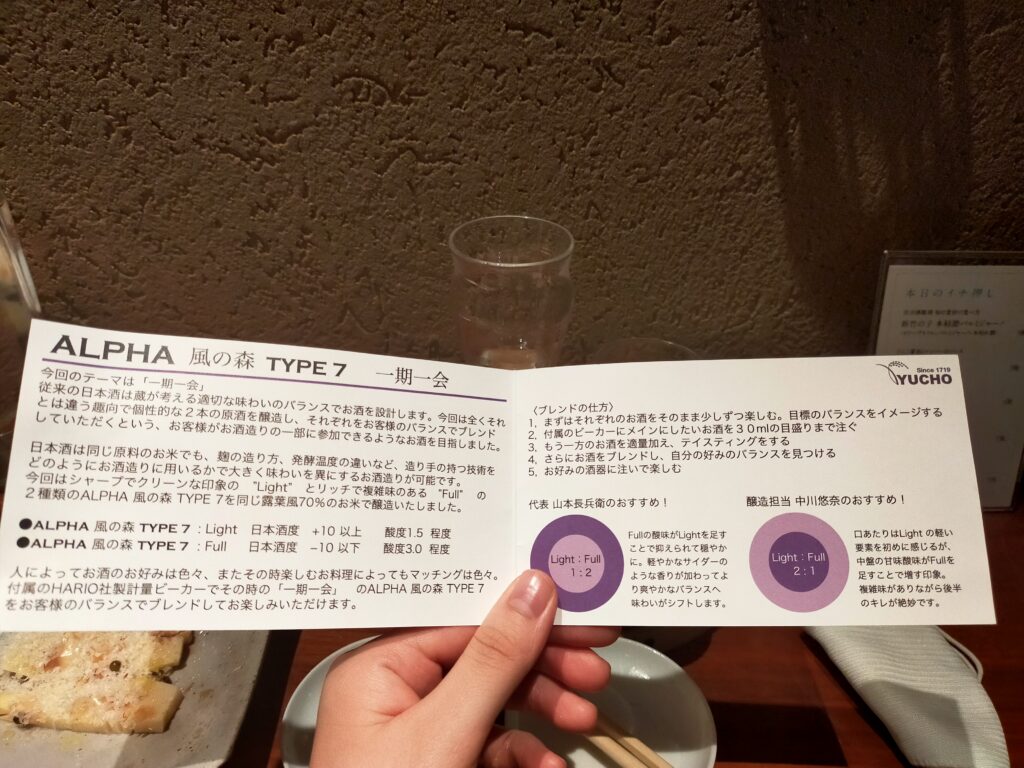 ALPHA 風の森 TYPE 7 一期一会
今回のテーマは「一期一会」
従来の日本酒は蔵が考える適切な味わいのバランスでお酒を設計します。今回は全くそれ
とは違う趣向で個性的な2本の原酒を醸造し、それぞれをお客様のバランスでブレンド
していただくという、お客様がお酒造りの一部に参加できるようなお酒を目指しました。
日本酒は同じ原料のお米でも、麹の造り方、発酵温度の違いなど、造り手の持つ技術を
どのようにお酒造りに用いるかで大きく味わいを異にするお酒造りが可能です。
今回はシャープでクリーンな印象の "Light" とリッチで複雑味のある "Full" の
2種類のALPHA 風の森 TYPE 7を同じ露葉風70%のお米で醸造いたしました。
●ALPHA 風の森 TYPE 7 : Light 日本酒度 +10 以上 酸度1.5 程度
●ALPHA 風の森 TYPE 7 : Full 日本酒度 −10 以下 酸度3.0 程度
人によってお酒のお好みは色々、またその時楽しむお料理によってもマッチングは色々。
付属のHARIO社製計量ビーカーでその時の「一期一会」 のALPHA 風の森 TYPE 7
をお客様のバランスでブレンドしてお楽しみいただけます。
Since 1719
YUCHO
〈ブレンドの仕方〉
1, まずはそれぞれのお酒をそのまま少しずつ楽しむ。目標のバランスをイメージする
2, 付属のビーカーにメインにしたいお酒を30mlの目盛りまで注ぐ
3, もう一方のお酒を適量加え、テイスティングをする
4, さらにお酒をブレンドし、自分の好みのバランスを見つける
5, お好みの酒器に注いで楽しむ
代表 山本長兵衛のおすすめ!
Light : Full
1 : 2
Fullの酸味がLightを足す
ことで抑えられて穏やか
に。軽やかなサイダーの
ような香りが加わってよ
り爽やかなバランスへ
味わいがシフトします。
醸造担当 中川悠奈のおすすめ!
Light : Full
2 : 1
口あたりはLight の軽い
要素を初めに感じるが、
中盤の甘味酸味がFullを
足すことで増す印象。
複雑味がありながら後半
のキレが絶妙です。
本日のイチ押し